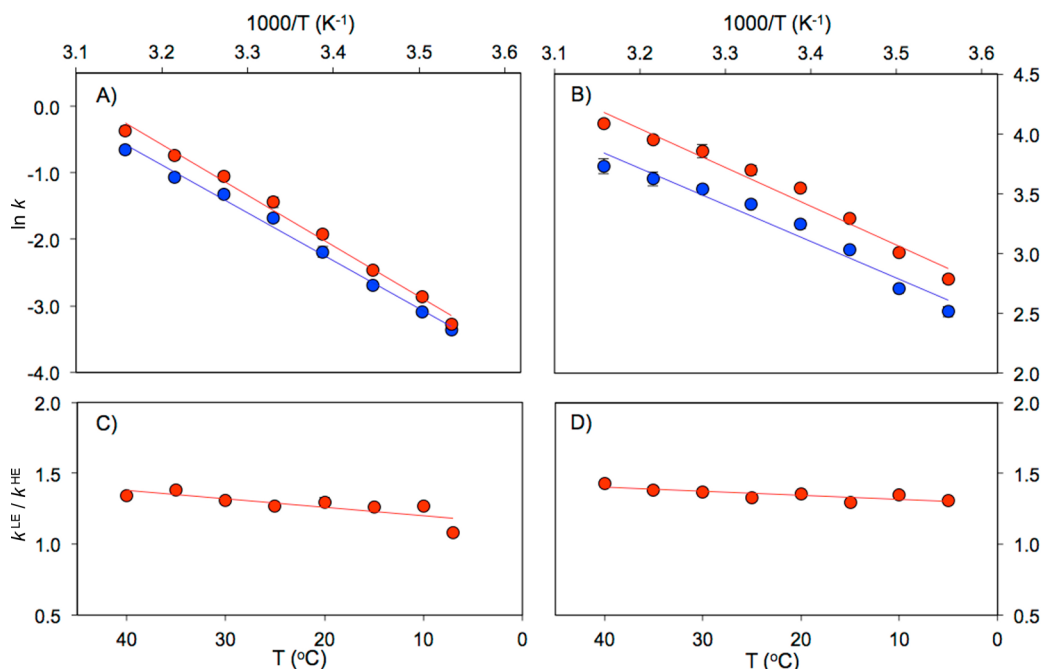 1000/T (K-1)
1000/T (K-1)
3.1 3.2 3.3 3.4 3.5 3.6
3.1 3.2 3.3 3.4 3.5 3.6
A)
B)
0.0
-1.0
-2.0
-3.0
-4.0
ln k
4.5
4.0
3.5
3.0
2.5
2.0
C)
D)
2.0
1.5
1.0
0.5
kLE / kHE
2.0
1.5
1.0
0.5
40 30 20 10 0
40 30 20 10 0
T (oC)
T (oC)